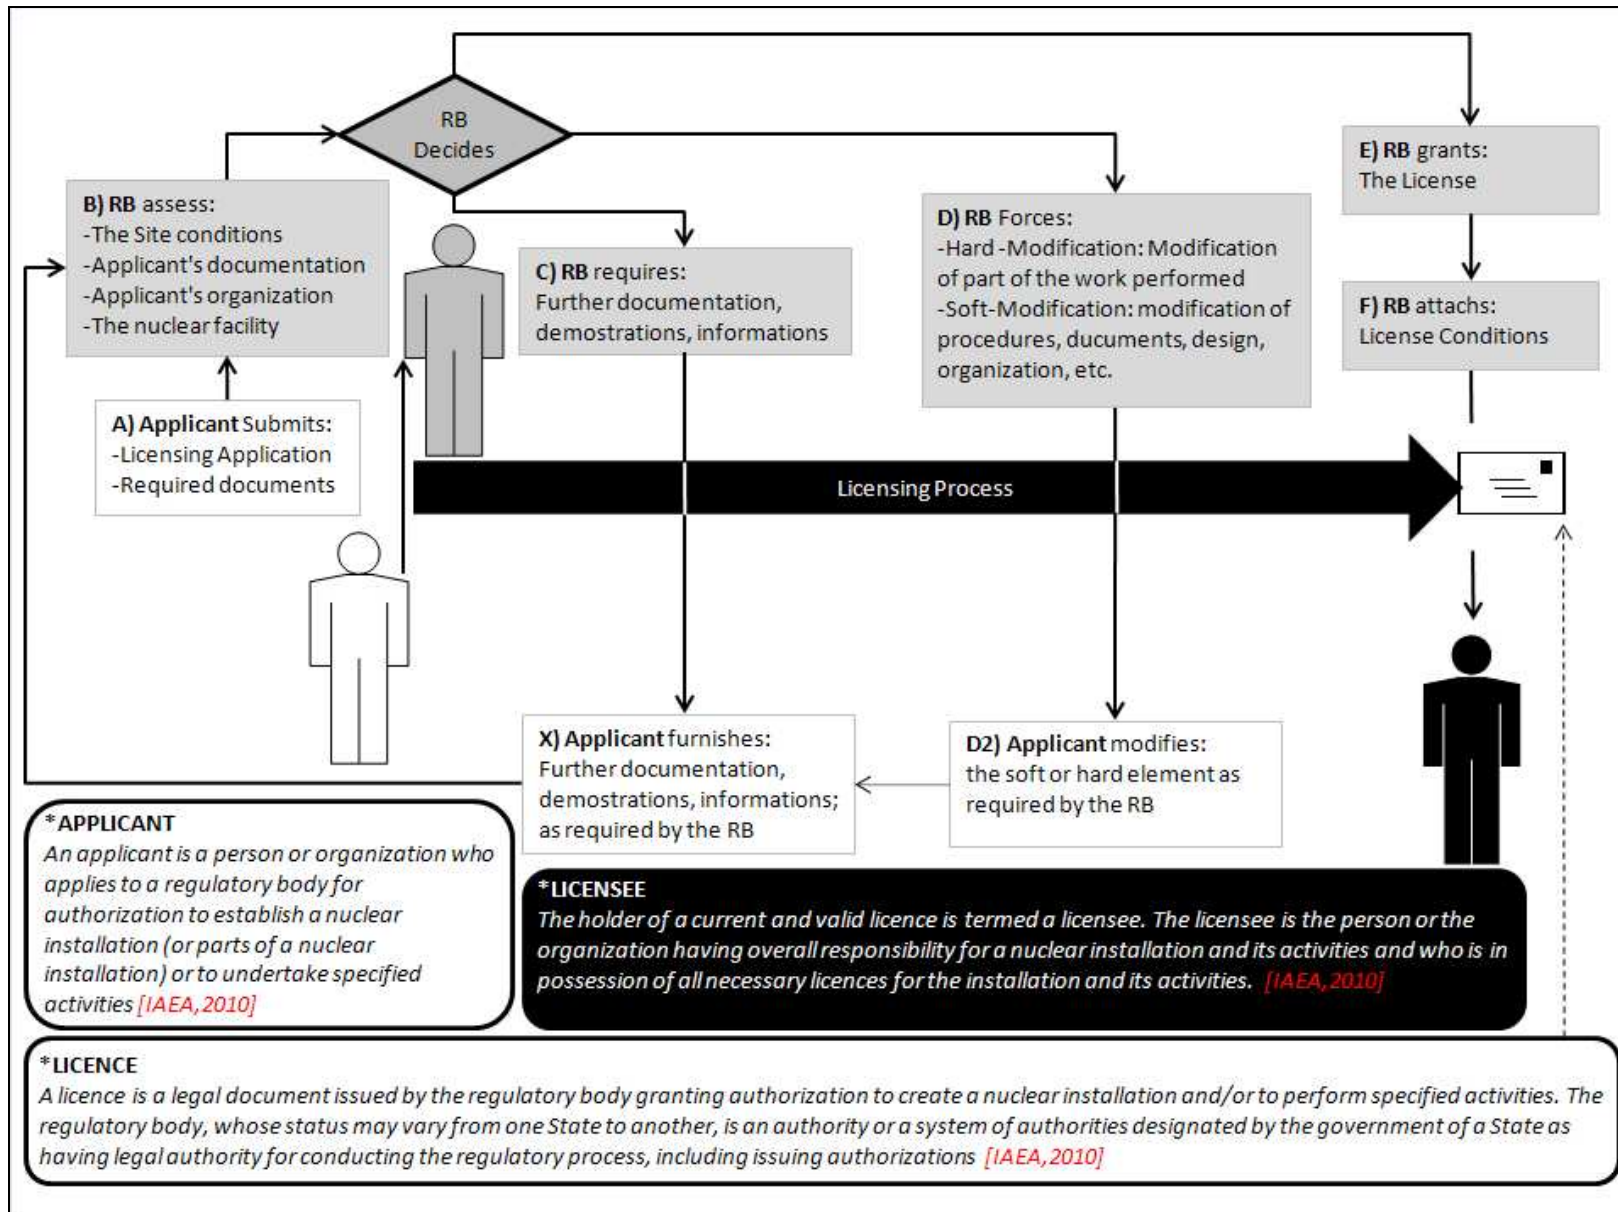 RB
Decides
B) RB assess:
-The Site conditions
-Applicant's documentation
-Applicant's organization
-The nuclear facility
A) Applicant Submits:
-Licensing Application
-Required documents
C) RB requires:
Further documentation,
demostrations, informations
D) RB Forces:
-Hard -Modification: Modification
of part of the work performed
-Soft-Modification: modification of
procedures, ducuments, design,
organization, etc.
E) RB grants:
The License
F) RB attachs:
License Conditions
Licensing Process
X) Applicant furnishes:
Further documentation,
demostrations, informations;
as required by the RB
D2) Applicant modifies:
the soft or hard element as
required by the RB
*APPLICANT
An applicant is a person or organization who
applies to a regulatory body for
authorization to establish a nuclear
installation (or parts of a nuclear
installation) or to undertake specified
activities [IAEA,2010]
*LICENSEE
The holder of a current and valid licence is termed a licensee. The licensee is the person or the
organization having overall responsibility for a nuclear installation and its activities and who is in
possession of all necessary licences for the installation and its activities. [IAEA,2010]
*LICENCE
A licence is a legal document issued by the regulatory body granting authorization to create a nuclear installation and/or to perform specified activities. The
regulatory body, whose status may vary from one State to another, is an authority or a system of authorities designated by the government of a State as
having legal authority for conducting the regulatory process, including issuing authorizations [IAEA,2010]